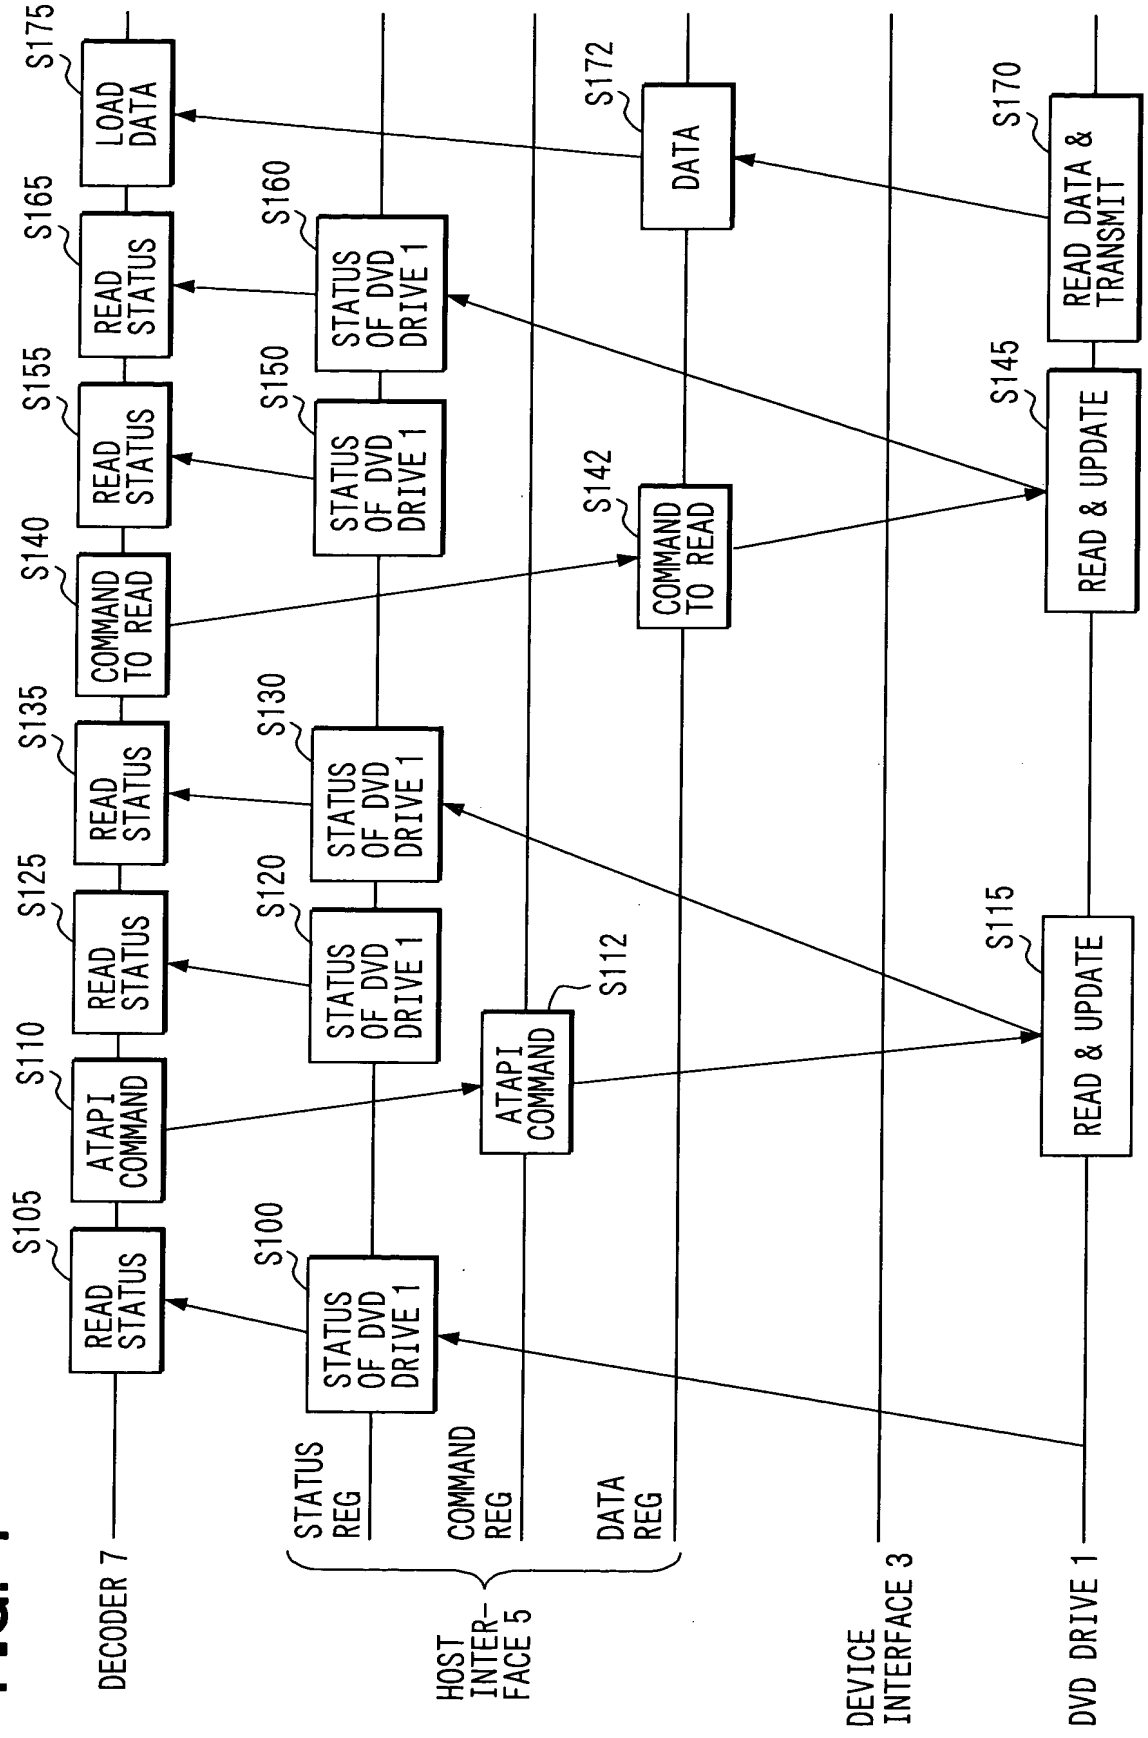 DECODER 7
S105
READ
STATUS
S110
ATAPI
COMMAND
S125
READ
STATUS
S135
READ
STATUS
S140
COMMAND
TO READ
S155
READ
STATUS
S165
READ
STATUS
S175
LOAD
DATA
HOST
INTER-
FACE 5
STATUS
REG
S100
STATUS
OF DVD
DRIVE 1
S120
STATUS
OF DVD
DRIVE 1
S130
STATUS
OF DVD
DRIVE 1
S150
STATUS
OF DVD
DRIVE 1
S160
STATUS
OF DVD
DRIVE 1
COMMAND
REG
ATAPI
COMMAND
S112
DATA
REG
S142
COMMAND
TO READ
S172
DATA
DEVICE
INTERFACE 3
DVD DRIVE 1
S115
READ & UPDATE
S145
READ & UPDATE
S170
READ DATA &
TRANSMIT